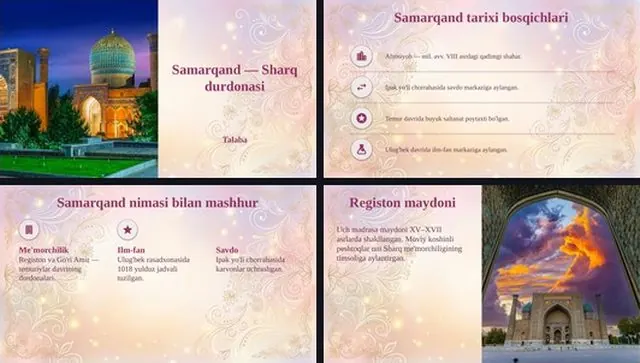 Samarqand — Sharq
durdonasi
Talaba
Samarqand tarixi bosqichlari
Afrosiyob — mil. avv. VIII asrdagi qadimgi shahar.
Ipak yo'li chorrahasida savdo markaziga aylangan.
Temur davrida buyuk saltanat poytaxti bo'lgan.
Ulug'bek davrida ilm-fan markaziga aylangan.
Samarqand nimasi bilan mashhur
Me'morchilik
Registon va Go'ri Amir —
temuriylar davrining
durdonalari.
Ilm-fan
Ulug'bek rasadxonasida
1018 yulduz jadvali
tuzilgan.
Savdo
Ipak yo'li chorrahasida
karvonlar uchrashgan.
Registon maydoni
Uch madrasa maydoni XV–XVII
asrlarda shakllangan. Moviy koshinli
peshtoqlar uni Sharq me'morchiligining
timsoliga aylantirgan.